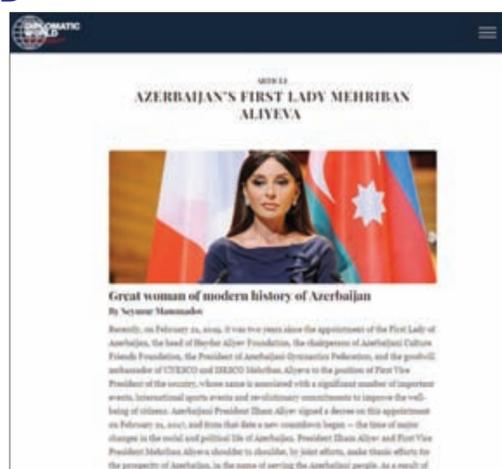 DIPLOMATIC
WORLD
ARTICLE
AZERBAIJAN'S FIRST LADY MEHRIBAN
ALIYEVA
Great woman of modern history of Azerbaijan
By Seymur Mammadov
Recently, on February 21, 2019, it was two years since the appointment of the First Lady of
Azerbaijan, the head of Heydar Aliyev Foundation, the chairperson of Azerbaijani Culture
Friends Foundation, the President of Azerbaijani Gymnastics Federation, and the goodwill
ambassador of UNESCO and ISESCO Mehriban Aliyeva to the position of First Vice
President of the country, whose name is associated with a significant number of important
events, international sports events and revolutionary commitments to improve the well-
being of citizens. Azerbaijani President Ilham Aliyev signed a decree on this appointment
on February 21, 2017, and from that date a new countdown began – the time of major
changes in the social and political life of Azerbaijan. President Ilham Aliyev and First Vice
President Mehriban Aliyeva shoulder to shoulder, by joint efforts, make titanic efforts for
the prosperity of Azerbaijan, in the name of serving the Azerbaijani people. As a result of